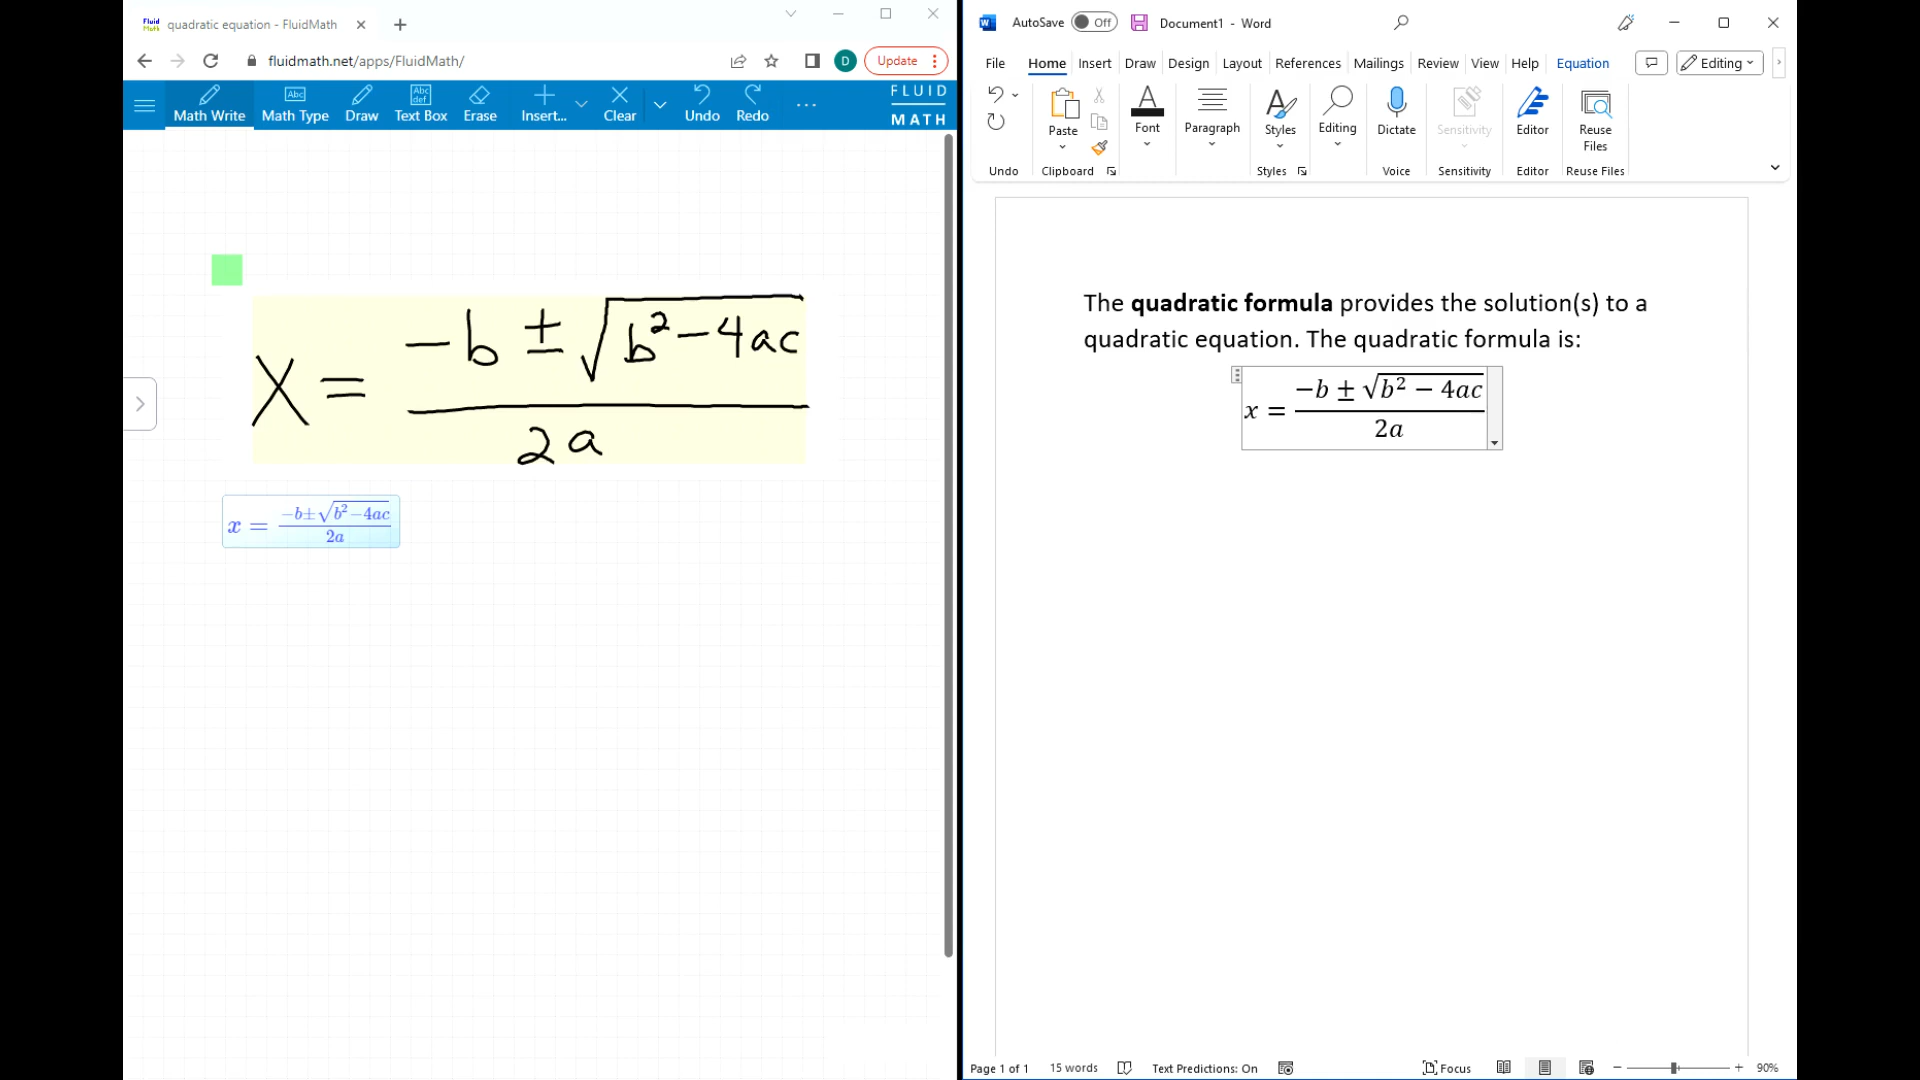 quadratic equation - FluidMath
fluidmath.net/apps/FluidMath/
D
Update
Math Write Math Type Draw Text Box Erase Insert... Clear Undo Redo
FLUID
MATH
X = −b ± √b² − 4ac / 2a
x = −b±√b²−4ac / 2a
AutoSave Off Document1 - Word
File Home Insert Draw Design Layout References Mailings Review View Help Equation Editing
Paste Font Paragraph Styles Editing Dictate Sensitivity Editor Reuse Files
Undo Clipboard Styles Voice Sensitivity Editor Reuse Files
The quadratic formula provides the solution(s) to a
quadratic equation. The quadratic formula is:
x = −b ± √b² − 4ac / 2a
Page 1 of 1 15 words Text Predictions: On Focus 90%